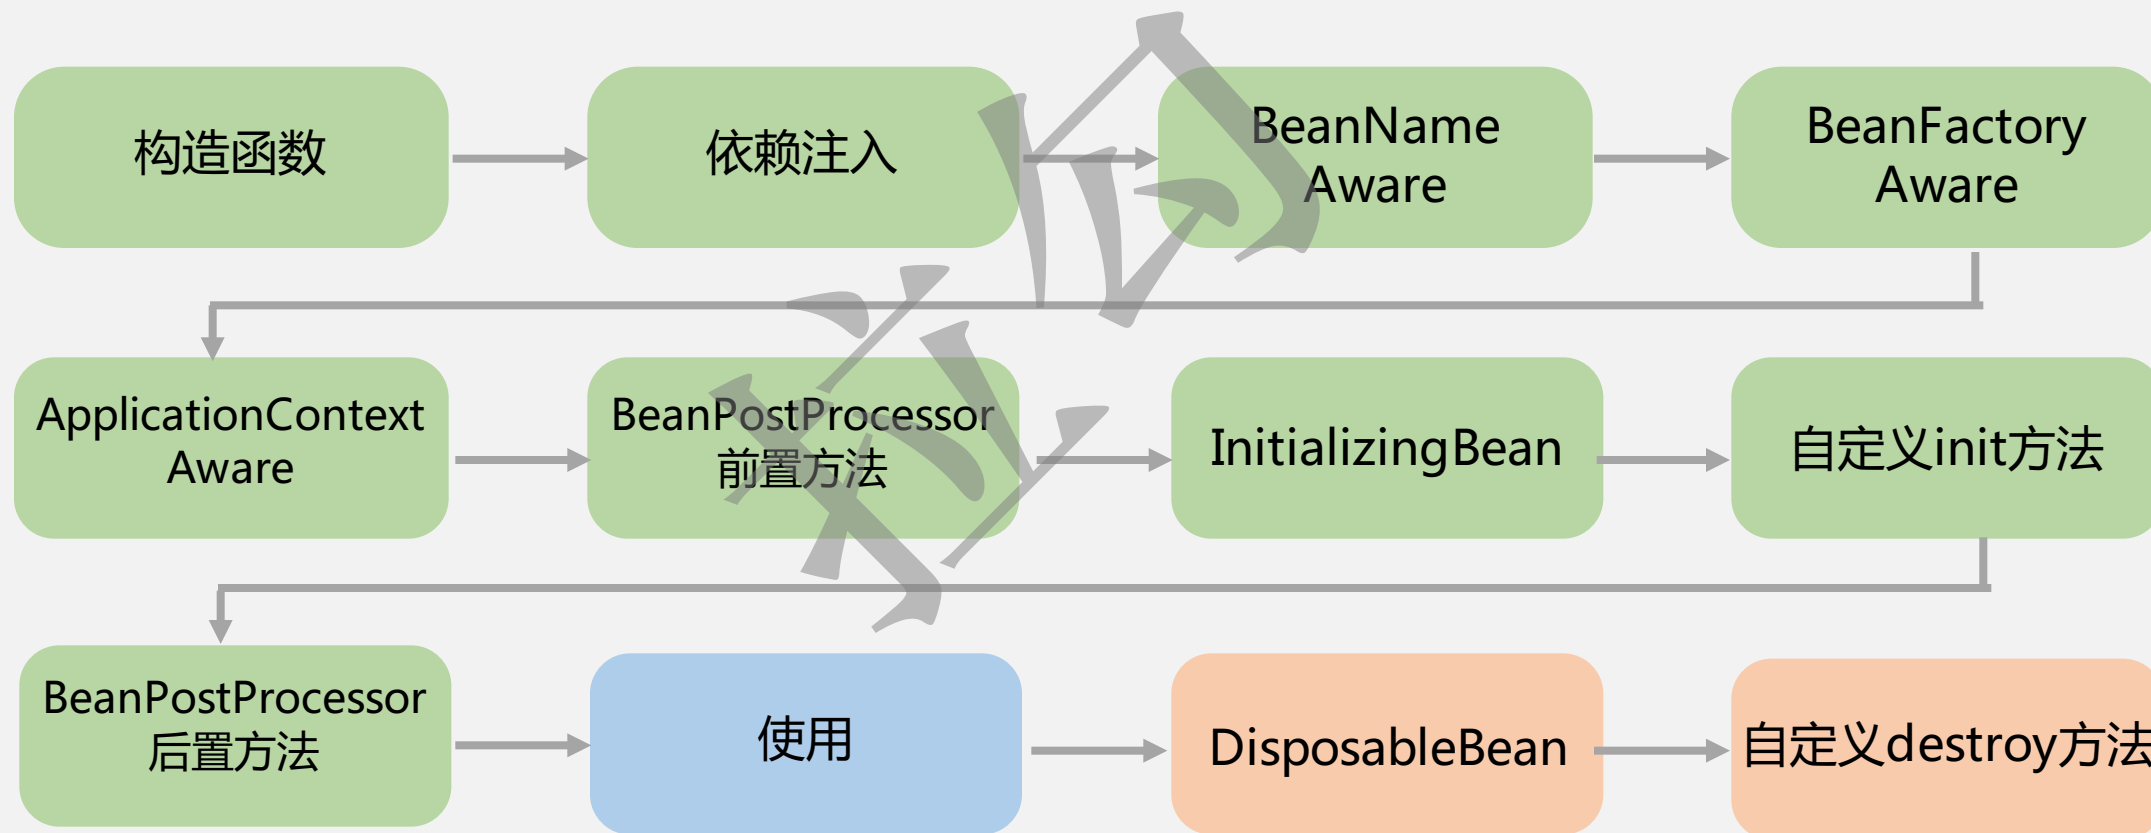 构造函数
依赖注入
BeanName
Aware
BeanFactory
Aware
ApplicationContext
Aware
BeanPostProcessor
前置方法
InitializingBean
自定义init方法
BeanPostProcessor
后置方法
使用
DisposableBean
自定义destroy方法